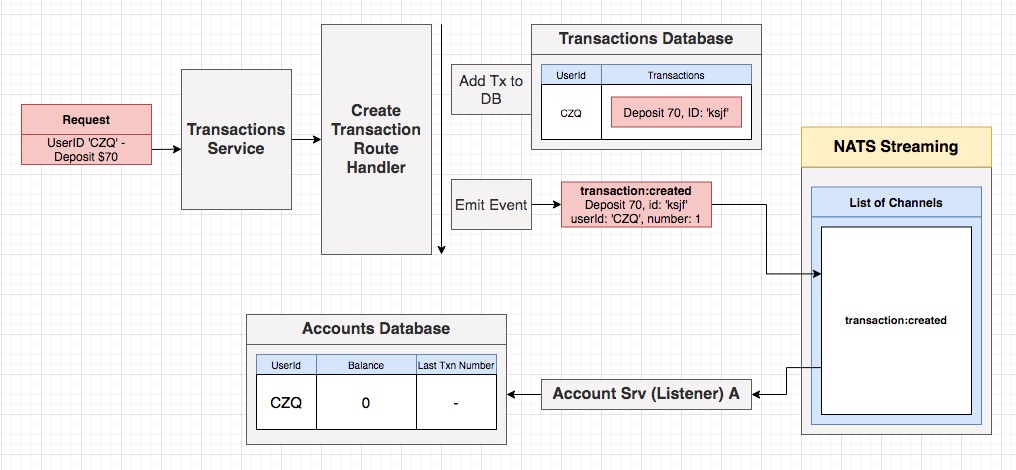 Transactions Database
UserId
Transactions
Add Tx to
DB
CZQ
Deposit 70, ID: 'ksjf'
Request
UserID 'CZQ' -
Deposit $70
Transactions
Service
Create
Transaction
Route
Handler
NATS Streaming
Emit Event
transaction:created
Deposit 70, id: 'ksjf'
userId: 'CZQ', number: 1
List of Channels
transaction:created
Accounts Database
UserId
Balance
Last Txn Number
CZQ
0
-
Account Srv (Listener) A